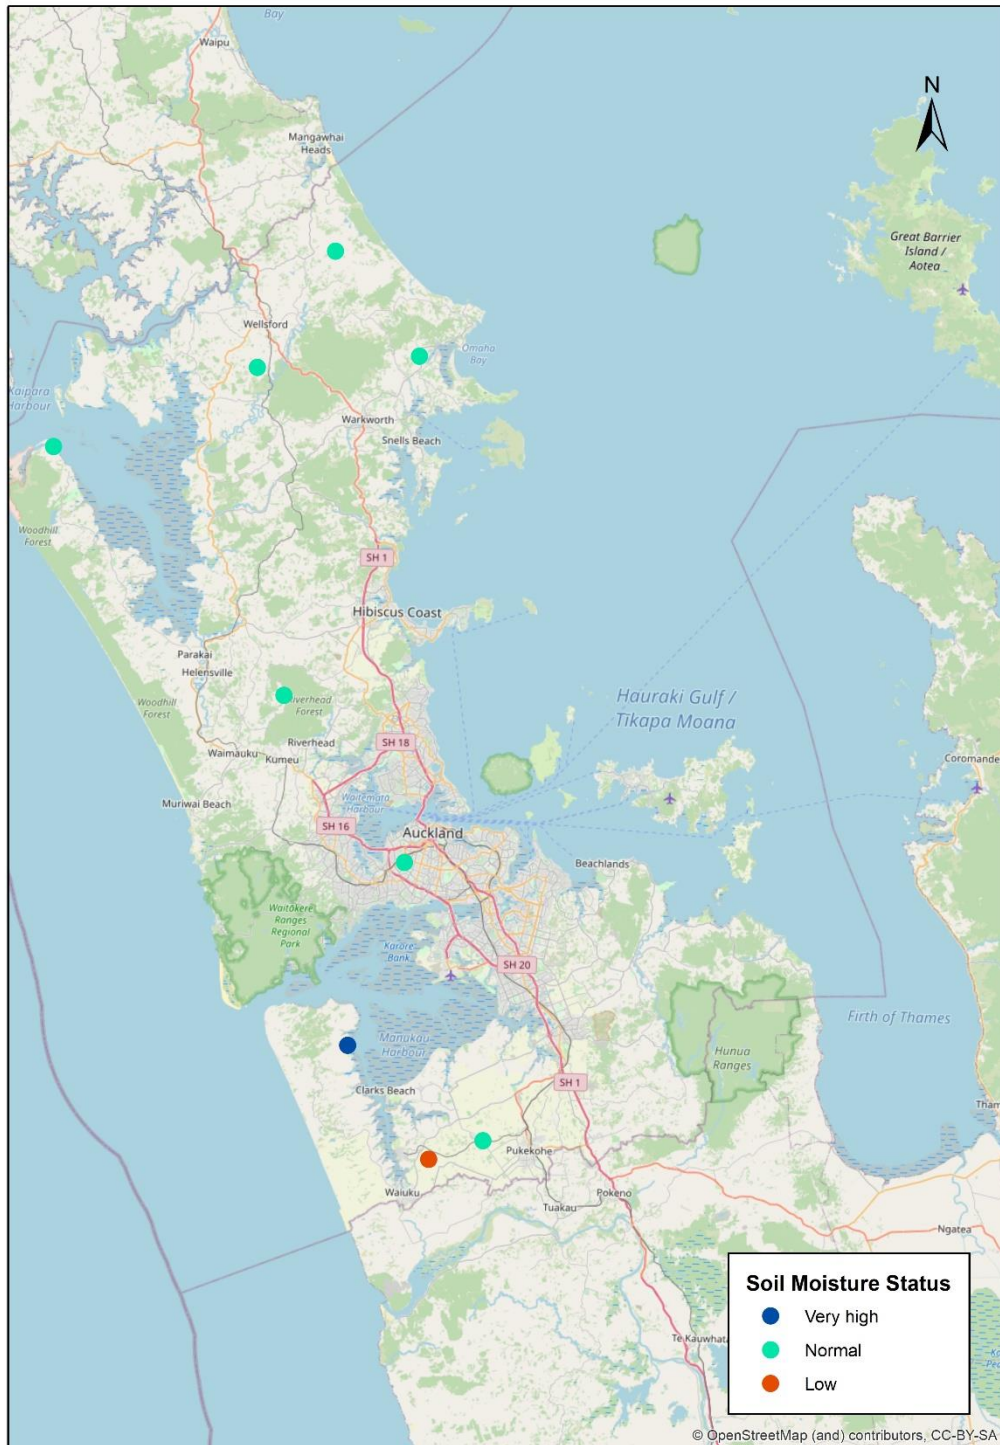 Bay
Waipu
N
Mangawhai
Heads
Great Barrier
Island /
Aotea
Wellsford
Omaha
Bay
Kaipara
Harbour
Warkworth
Snells Beach
Woodhill
Forest
SH 1
Hibiscus Coast
Parakai
Helensville
Hauraki Gulf /
Tikapa Moana
Woodhill
Forest
Riverhead
Forest
Riverhead
SH 18
Waimauku
Kumeu
Coromande
Muriwai Beach
Waitematā
Harbour
SH 16
Auckland
Beachlands
Waitākere
Ranges
Regional
Park
Karore
Bank
SH 20
Firth of Thames
Manukau
Harbour
Hunua
Ranges
SH 1
Clarks Beach
Tham
Pukekohe
Waiuku
Pokeno
Tuakau
Ngatea
Soil Moisture Status
Very high
Normal
Low
Te Kauwhata
© OpenStreetMap (and) contributors, CC-BY-SA